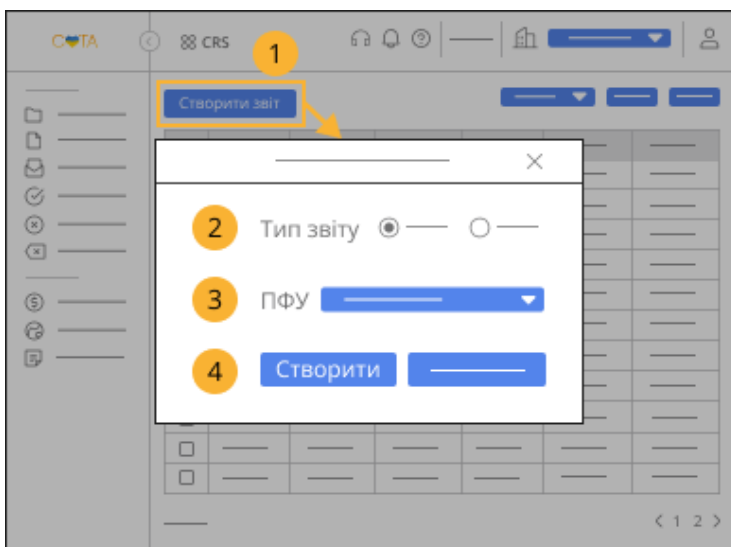 СОТА
CRS
1
Створити звіт
2 Тип звіту
3 ПФУ
4 Створити
1 2